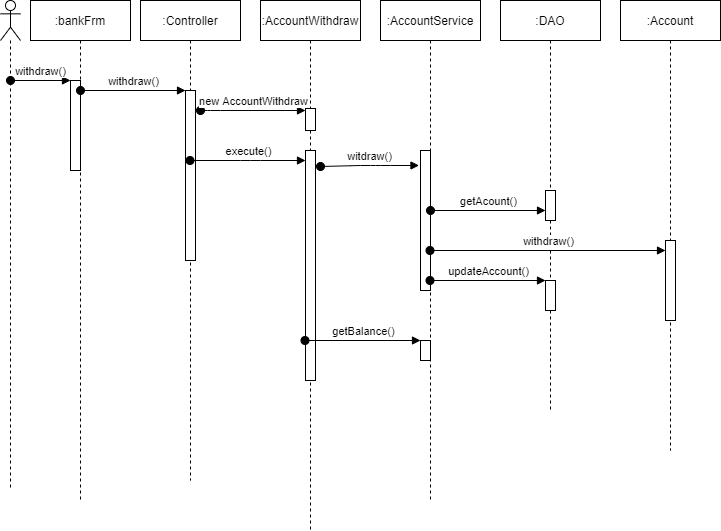 :bankFrm
:Controller
:AccountWithdraw
:AccountService
:DAO
:Account
withdraw()
withdraw()
new AccountWithdraw
execute()
witdraw()
getAcount()
withdraw()
updateAccount()
getBalance()